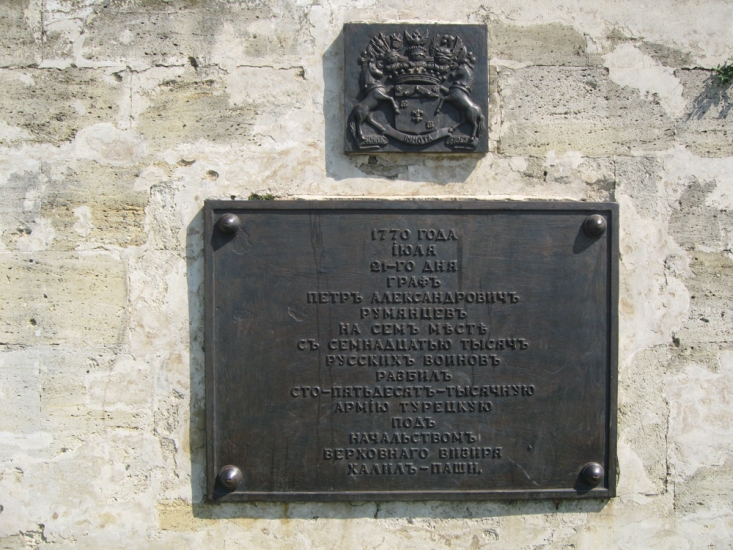 1770 ГОДА
ІЮЛЯ
21-ГО ДНЯ
ГРАФЪ
ПЕТРЪ АЛЕКСАНДРОВИЧЪ
РУМЯНЦЕВЪ
НА СЕМЪ МѢСТѢ
СЪ СЕМНАДЦАТЬЮ ТЫСЯЧЪ
РУССКИХЪ ВОИНОВЪ
РАЗБИЛЪ
СТО-ПЯТЬДЕСЯТЪ-ТЫСЯЧНУЮ
АРМІЮ ТУРЕЦКУЮ
ПОДЪ
НАЧАЛЬСТВОМЪ
ВЕРХОВНАГО ВИЗИРЯ
ХАЛИЛЪ-ПАШИ.